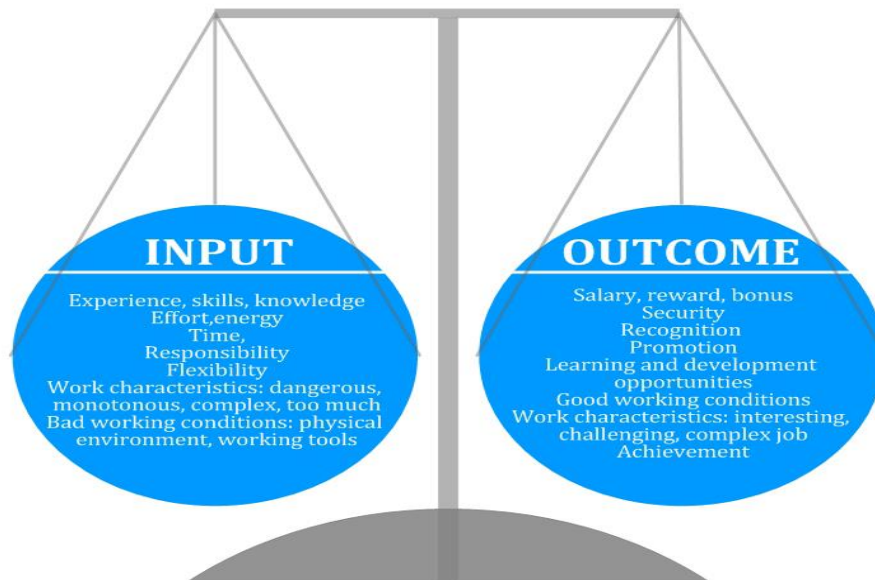 INPUT
Experience, skills, knowledge
Effort,energy
Time,
Responsibility
Flexibility
Work characteristics: dangerous,
monotonous, complex, too much
Bad working conditions: physical
environment, working tools
OUTCOME
Salary, reward, bonus
Security
Recognition
Promotion
Learning and development
opportunities
Good working conditions
Work characteristics: interesting,
challenging, complex job
Achievement